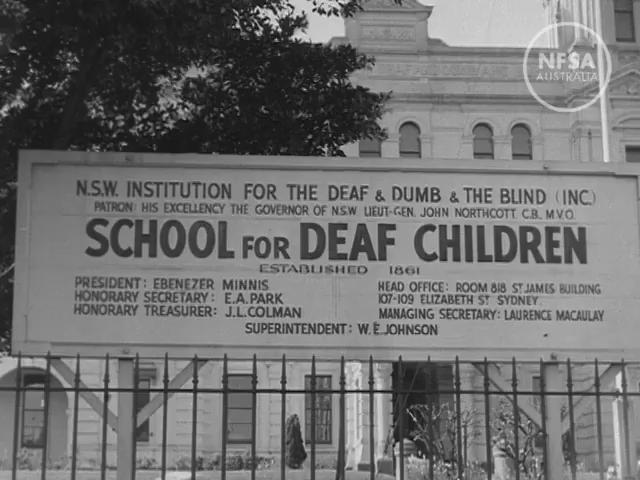 NFSA
AUSTRALIA
N.S.W. INSTITUTION FOR THE DEAF & DUMB & THE BLIND (INC.)
PATRON: HIS EXCELLENCY THE GOVERNOR OF N.S.W. LIEUT-GEN. JOHN NORTHCOTT C.B., M.V.O.
SCHOOL FOR DEAF CHILDREN
ESTABLISHED 1861
PRESIDENT: EBENEZER MINNIS
HONORARY SECRETARY: E.A. PARK
HONORARY TREASURER: J.L. COLMAN
HEAD OFFICE: ROOM 818 ST JAMES BUILDING
107-109 ELIZABETH ST SYDNEY.
MANAGING SECRETARY: LAURENCE MACAULAY
SUPERINTENDENT: W.E. JOHNSON